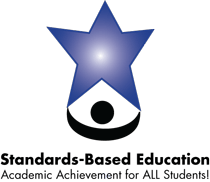 Standards-Based Education
Academic Achievement for ALL Students!